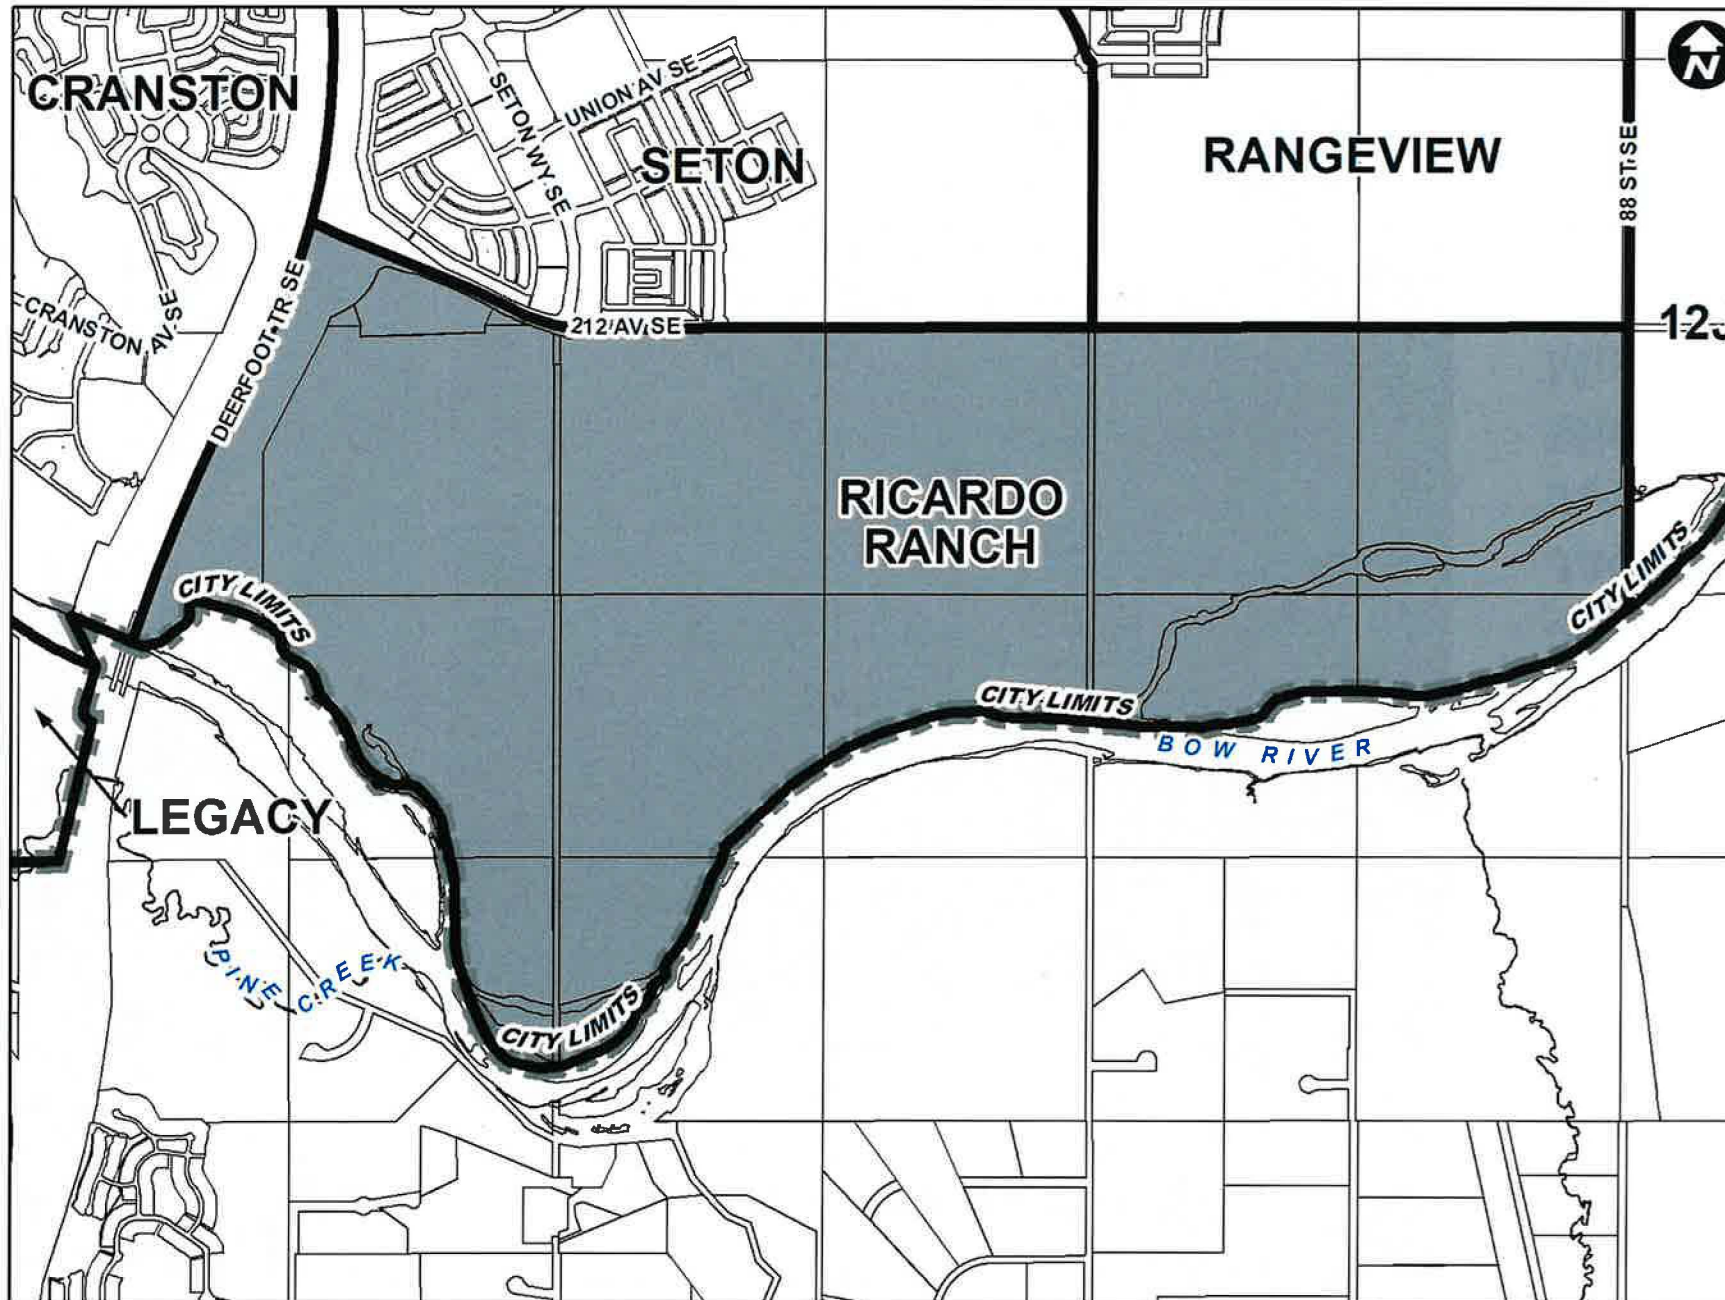 CRANSTON
N
UNION AV SE
SETON WY SE
SETON
RANGEVIEW
88 ST SE
CRANSTON AV SE
DEERFOOT TR SE
212 AV SE
RICARDO
RANCH
CITY LIMITS
CITY LIMITS
CITY LIMITS
BOW RIVER
LEGACY
PINE CREEK
CITY LIMITS